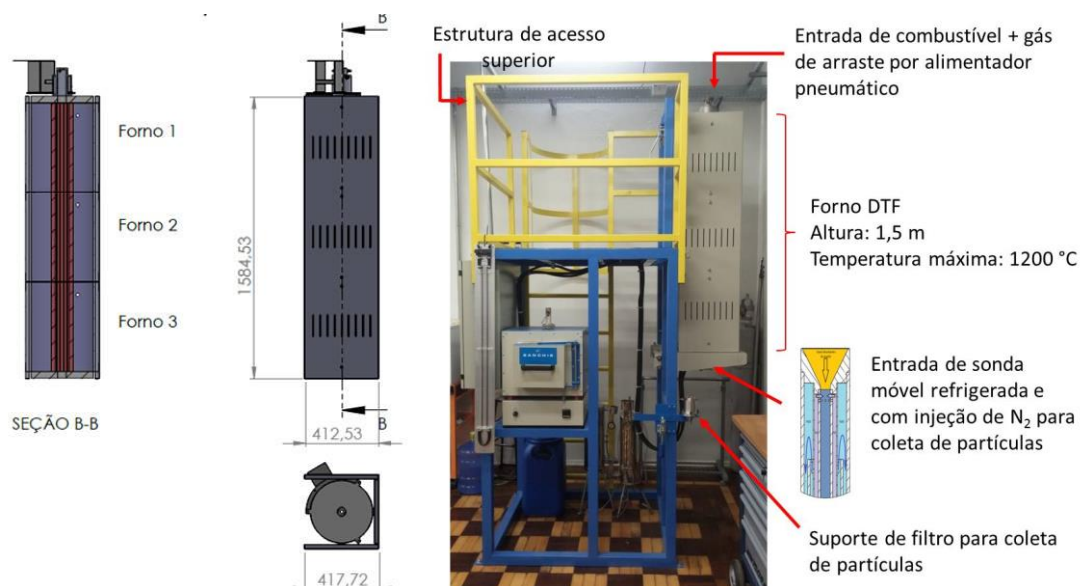 Forno 1
Forno 2
Forno 3
SEÇÃO B-B
B
1584,53
B
412,53
417,72
Estrutura de acesso
superior
Entrada de combustível + gás
de arraste por alimentador
pneumático
Forno DTF
Altura: 1,5 m
Temperatura máxima: 1200 °C
Entrada de sonda
móvel refrigerada e
com injeção de N₂ para
coleta de partículas
Suporte de filtro para coleta
de partículas